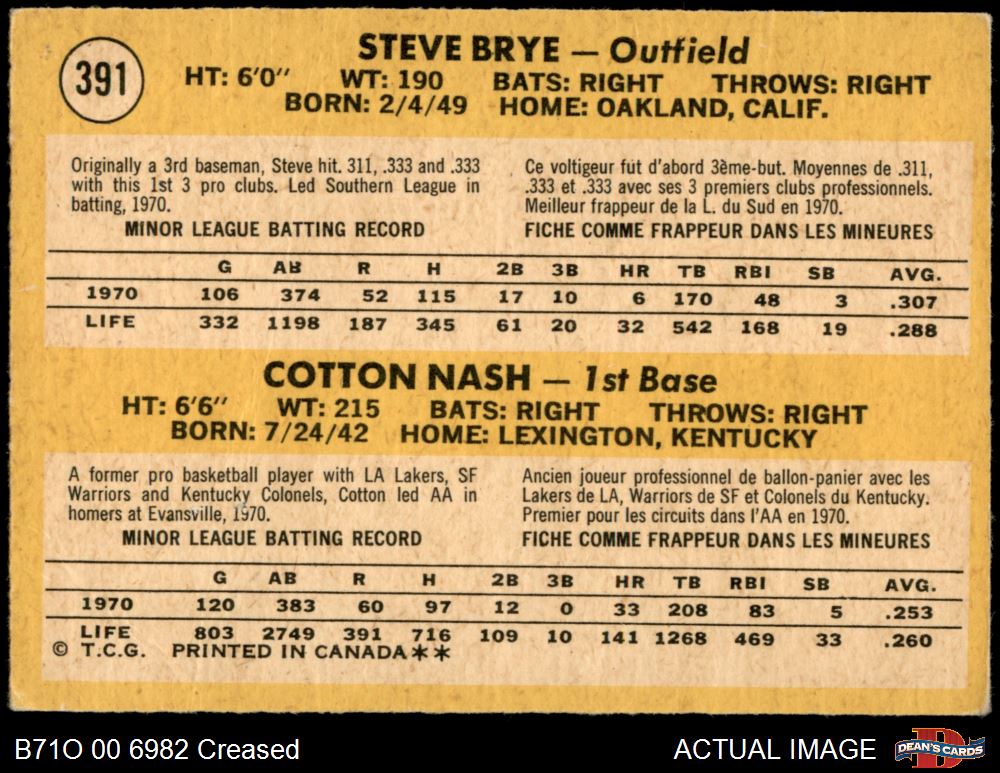 391
STEVE BRYE — Outfield
HT: 6'0" WT: 190 BATS: RIGHT THROWS: RIGHT
BORN: 2/4/49 HOME: OAKLAND, CALIF.
Originally a 3rd baseman, Steve hit. 311, .333 and .333
with this 1st 3 pro clubs. Led Southern League in
batting, 1970.
MINOR LEAGUE BATTING RECORD
Ce voltigeur fut d'abord 3ème-but. Moyennes de .311,
.333 et .333 avec ses 3 premiers clubs professionnels.
Meilleur frappeur de la L. du Sud en 1970.
FICHE COMME FRAPPEUR DANS LES MINEURES
G AB R H 2B 3B HR TB RBI SB AVG.
1970 106 374 52 115 17 10 6 170 48 3 .307
LIFE 332 1198 187 345 61 20 32 542 168 19 .288
COTTON NASH — 1st Base
HT: 6'6" WT: 215 BATS: RIGHT THROWS: RIGHT
BORN: 7/24/42 HOME: LEXINGTON, KENTUCKY
A former pro basketball player with LA Lakers, SF
Warriors and Kentucky Colonels, Cotton led AA in
homers at Evansville, 1970.
MINOR LEAGUE BATTING RECORD
Ancien joueur professionnel de ballon-panier avec les
Lakers de LA, Warriors de SF et Colonels du Kentucky.
Premier pour les circuits dans l'AA en 1970.
FICHE COMME FRAPPEUR DANS LES MINEURES
G AB R H 2B 3B HR TB RBI SB AVG.
1970 120 383 60 97 12 0 33 208 83 5 .253
LIFE 803 2749 391 716 109 10 141 1268 469 33 .260
© T.C.G. PRINTED IN CANADA**
B71O 00 6982 Creased
ACTUAL IMAGE
D
DEAN'S CARDS